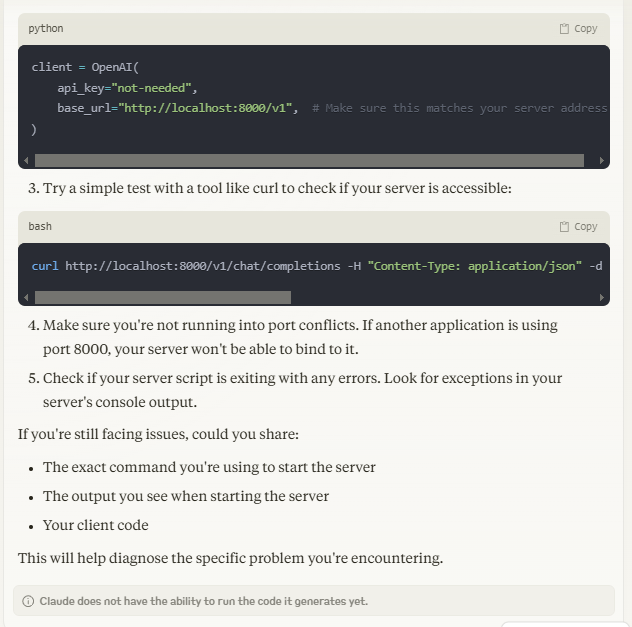 python
Copy
client = OpenAI(
api_key="not-needed",
base_url="http://localhost:8000/v1", # Make sure this matches your server address
)
3. Try a simple test with a tool like curl to check if your server is accessible:
bash
Copy
curl http://localhost:8000/v1/chat/completions -H "Content-Type: application/json" -d
4. Make sure you're not running into port conflicts. If another application is using
port 8000, your server won't be able to bind to it.
5. Check if your server script is exiting with any errors. Look for exceptions in your
server's console output.
If you're still facing issues, could you share:
• The exact command you're using to start the server
• The output you see when starting the server
• Your client code
This will help diagnose the specific problem you're encountering.
Claude does not have the ability to run the code it generates yet.